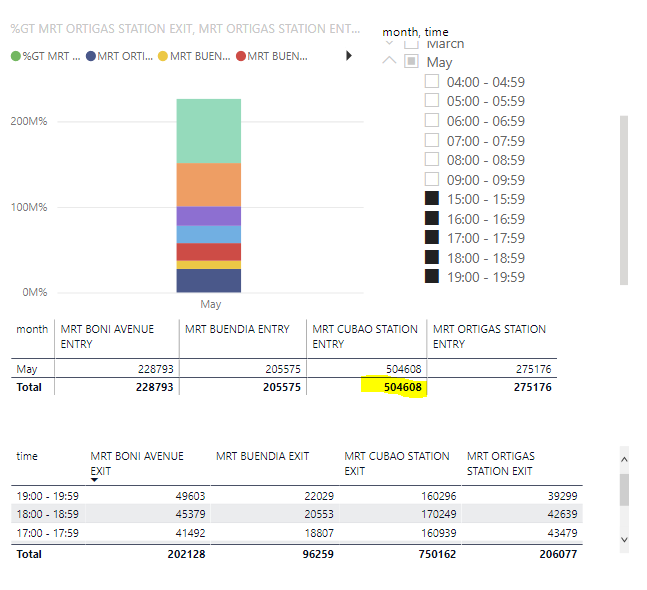 %GT MRT ORTIGAS STATION EXIT, MRT ORTIGAS STATION ENT...
%GT MRT ... MRT ORTI... MRT BUEN... MRT BUEN...
200M%
100M%
0M%
May
month, time
March
May
04:00 - 04:59
05:00 - 05:59
06:00 - 06:59
07:00 - 07:59
08:00 - 08:59
09:00 - 09:59
15:00 - 15:59
16:00 - 16:59
17:00 - 17:59
18:00 - 18:59
19:00 - 19:59
month MRT BONI AVENUE MRT BUENDIA ENTRY MRT CUBAO STATION MRT ORTIGAS STATION
ENTRY ENTRY ENTRY
May 228793 205575 504608 275176
Total 228793 205575 504608 275176
time MRT BONI AVENUE MRT BUENDIA EXIT MRT CUBAO STATION MRT ORTIGAS
EXIT EXIT STATION EXIT
19:00 - 19:59 49603 22029 160296 39299
18:00 - 18:59 45379 20553 170249 42639
17:00 - 17:59 41492 18807 160939 43479
Total 202128 96259 750162 206077